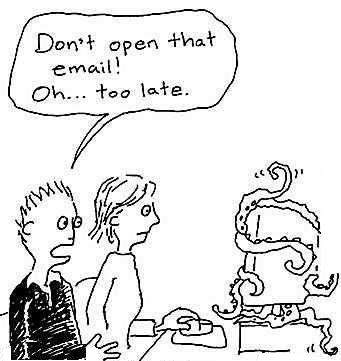 Don't open that
email!
Oh... too late.